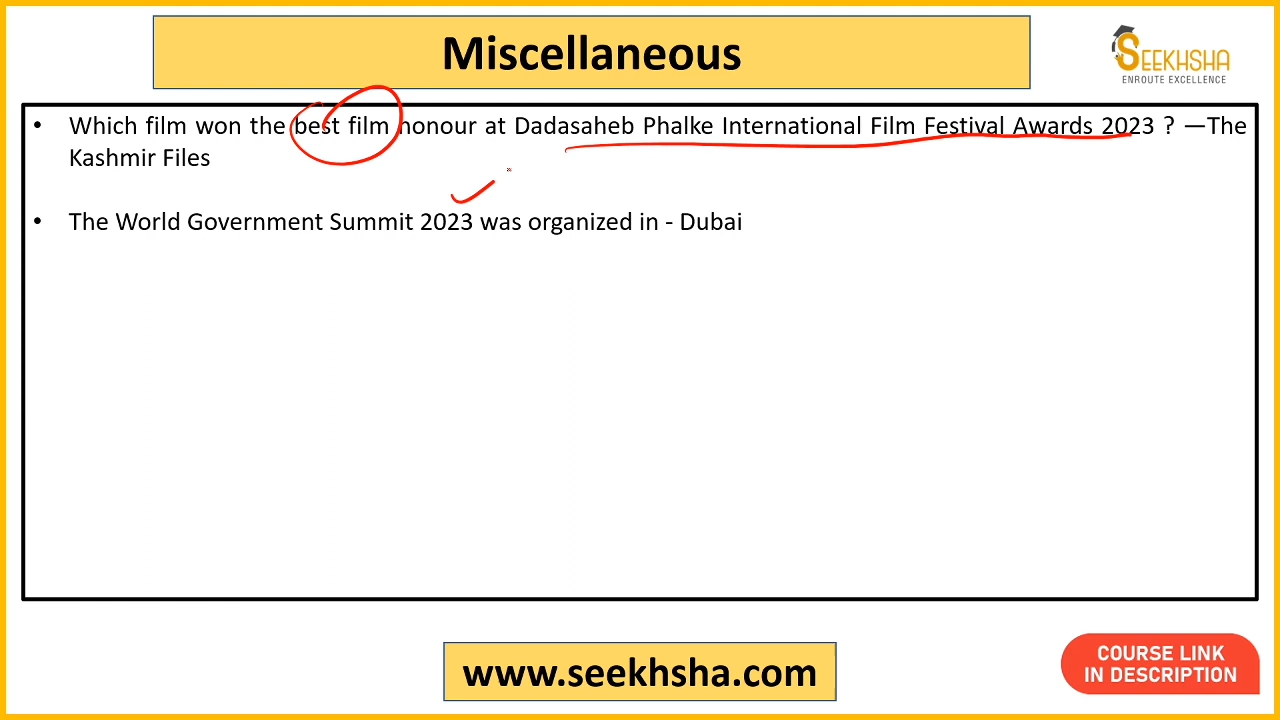 Miscellaneous
SEEKHSHA
ENROUTE EXCELLENCE
• Which film won the best film honour at Dadasaheb Phalke International Film Festival Awards 2023 ? —The
Kashmir Files
• The World Government Summit 2023 was organized in - Dubai
www.seekhsha.com
COURSE LINK
IN DESCRIPTION